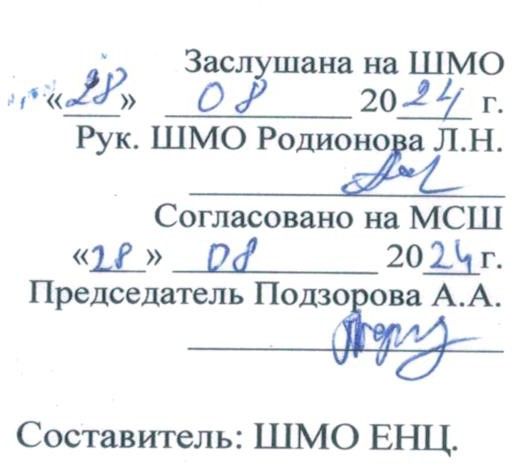 Заслушана на ШМО
«28» 08 2024 г.
Рук. ШМО Родионова Л.Н.
Согласовано на МСШ
«28» 08 2024г.
Председатель Подзорова А.А.
Составитель: ШМО ЕНЦ.